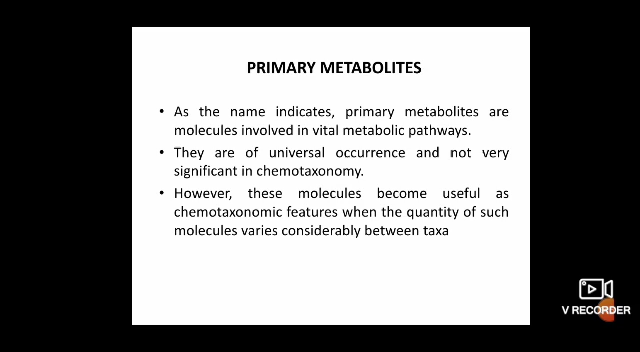 PRIMARY METABOLITES
• As the name indicates, primary metabolites are
molecules involved in vital metabolic pathways.
• They are of universal occurrence and not very
significant in chemotaxonomy.
• However, these molecules become useful as
chemotaxonomic features when the quantity of such
molecules varies considerably between taxa
V RECORDER